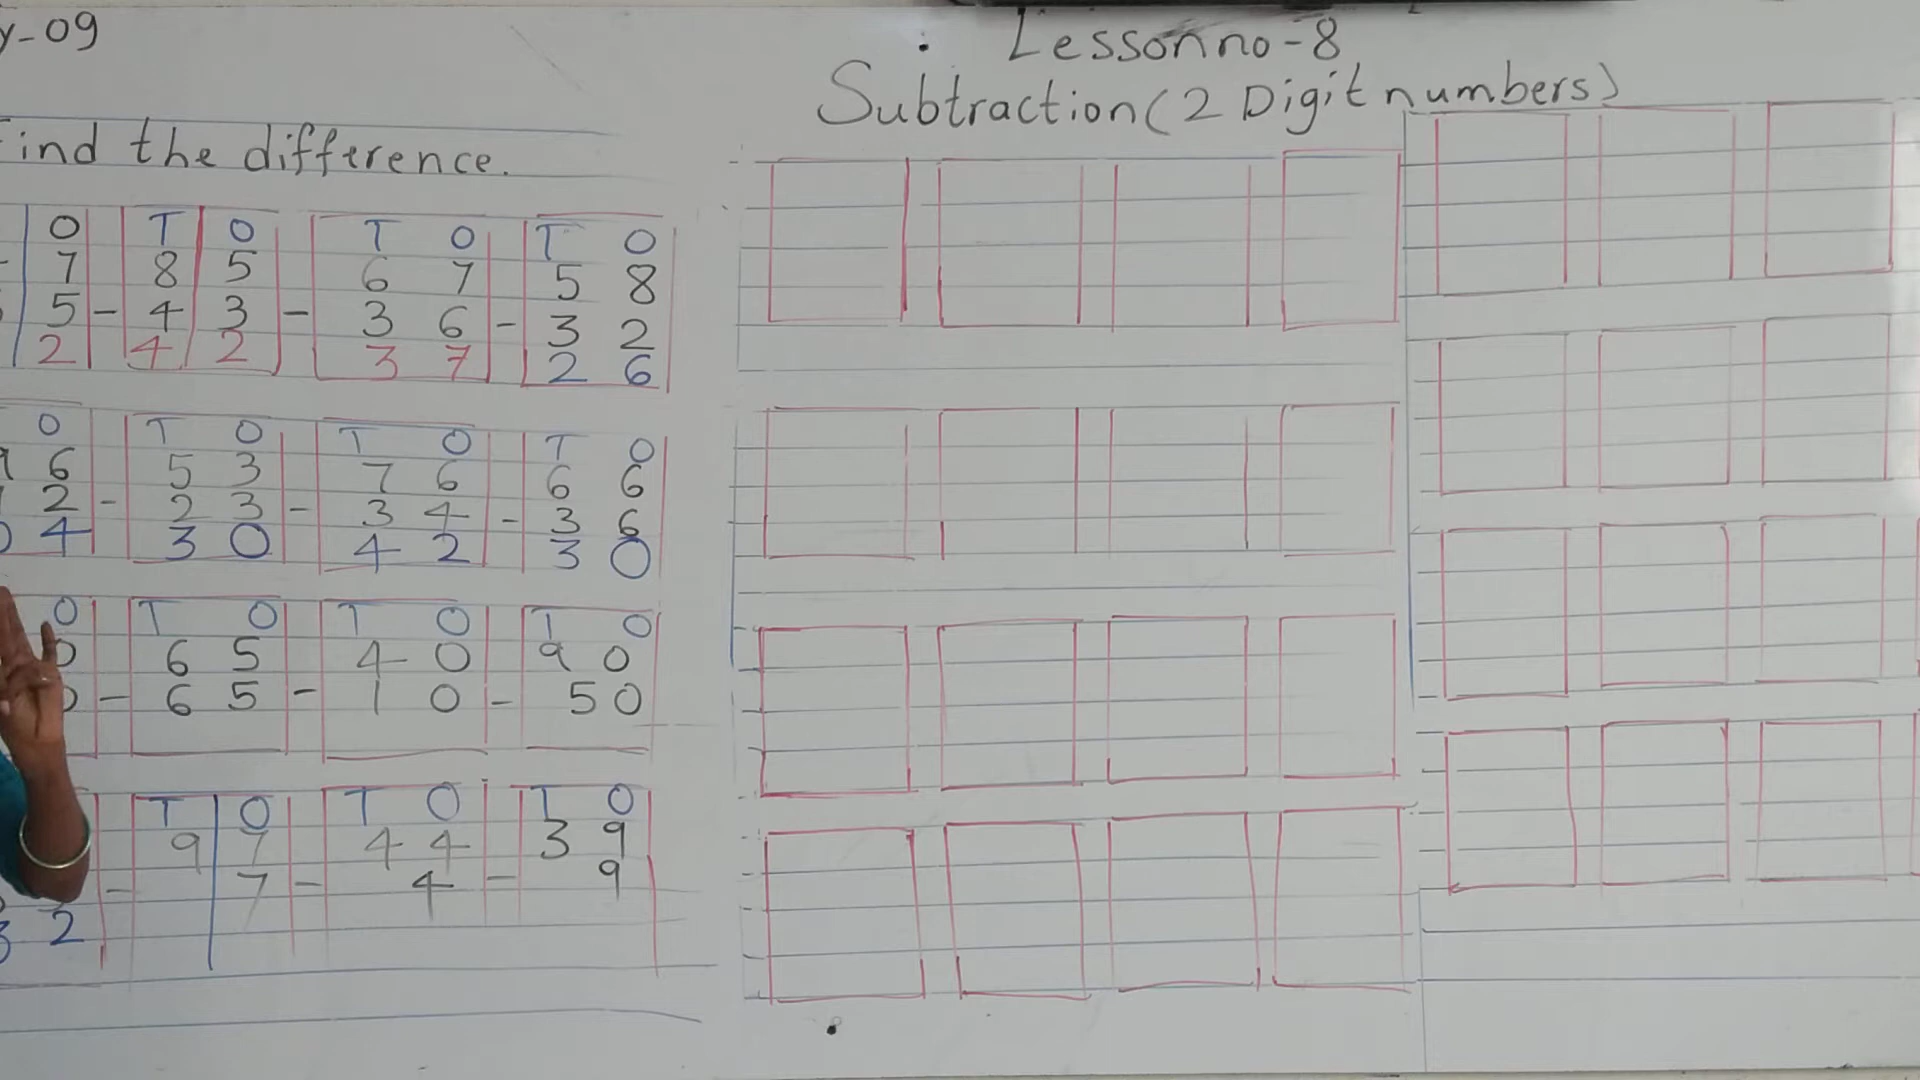 y-09
Lesson no-8
Subtraction(2 Digit numbers)
ind the difference.
O T O T O T O
7 8 5 6 7 5 8
5 - 4 3 - 3 6 - 3 2
2 4 2 3 7 2 6
O T O T O T O
6 5 3 7 6 6 6
2 - 2 3 - 3 4 - 3 6
4 3 0 4 2 3 0
O T O T O T O
6 5 4 0 9 0
- 6 5 - 1 0 - 5 0
T O T O T O
9 7 4 4 3 9
- 7 - 4 - 9
3 2